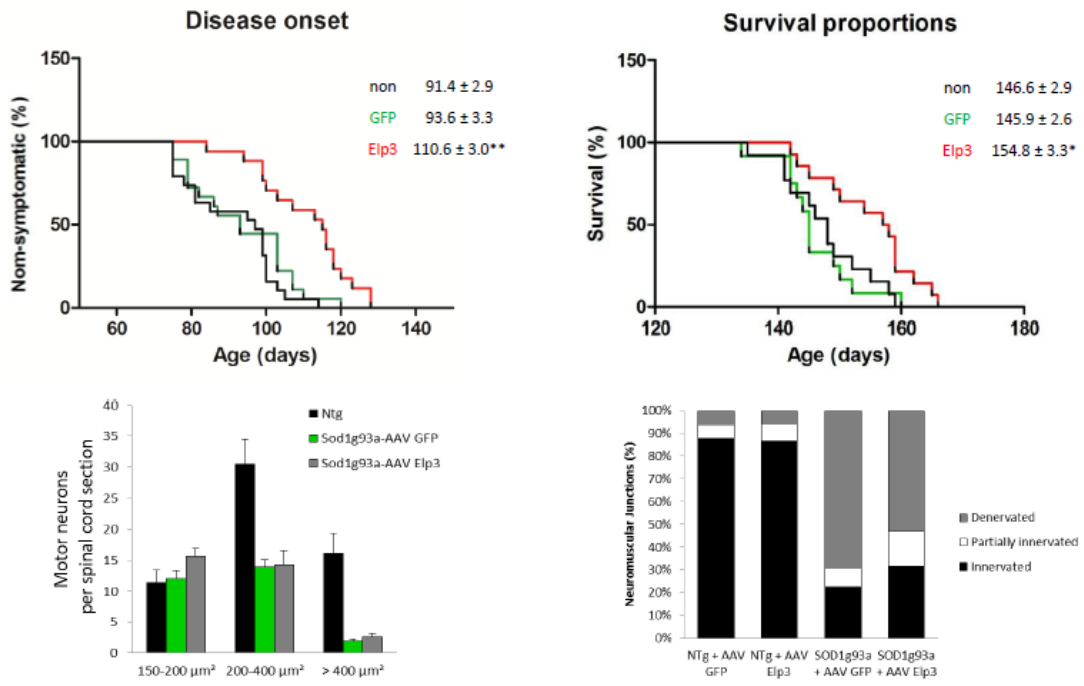 Disease onset
150
100
50
0
Nom-symptomatic (%)
non 91.4 ± 2.9
GFP 93.6 ± 3.3
Elp3 110.6 ± 3.0**
60 80 100 120 140
Age (days)
Survival proportions
150
100
50
0
Survival (%)
non 146.6 ± 2.9
GFP 145.9 ± 2.6
Elp3 154.8 ± 3.3*
120 140 160 180
Age (days)
40
35
30
25
20
15
10
5
0
Motor neurons
per spinal cord section
Ntg
Sod1g93a-AAV GFP
Sod1g93a-AAV Elp3
150-200 µm² 200-400 µm² > 400 µm²
100%
90%
80%
70%
60%
50%
40%
30%
20%
10%
0%
Neuromuscular Junctions (%)
Denervated
Partially innervated
Innervated
NTg + AAV GFP
NTg + AAV Elp3
SOD1g93a + AAV GFP
SOD1g93a + AAV Elp3